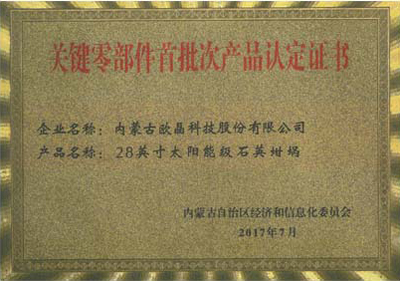 关键零部件首批次产品认定证书
企业名称：内蒙古欧晶科技股份有限公司
产品名称：28英寸太阳能级石英坩埚
内蒙古自治区经济和信息化委员会
2017年7月